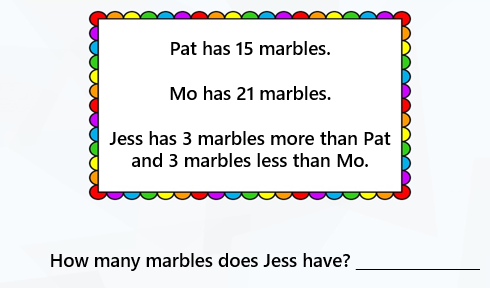 Pat has 15 marbles.
Mo has 21 marbles.
Jess has 3 marbles more than Pat
and 3 marbles less than Mo.
How many marbles does Jess have? ____________